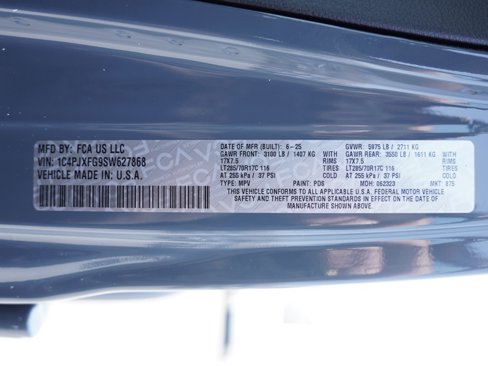 MFD BY: FCA US LLC
VIN: 1C4PJXFG9SW627868
VEHICLE MADE IN: U.S.A.
DATE OF MFR (BUILT): 6-25 GVWR: 5975 LB / 2711 KG
GAWR FRONT: 3100 LB / 1407 KG GAWR REAR: 3550 LB / 1611 KG
17X7.5 RIMS 17X7.5 RIMS
LT285/70R17C 116 TIRES LT285/70R17C 116 TIRES
AT 255 kPa / 37 PSI COLD AT 255 kPa / 37 PSI COLD
TYPE: MPV PAINT: PDS MDH: 062323 MKT: 875
THIS VEHICLE CONFORMS TO ALL APPLICABLE U.S.A. FEDERAL MOTOR VEHICLE
SAFETY AND THEFT PREVENTION STANDARDS IN EFFECT ON THE DATE OF
MANUFACTURE SHOWN ABOVE.